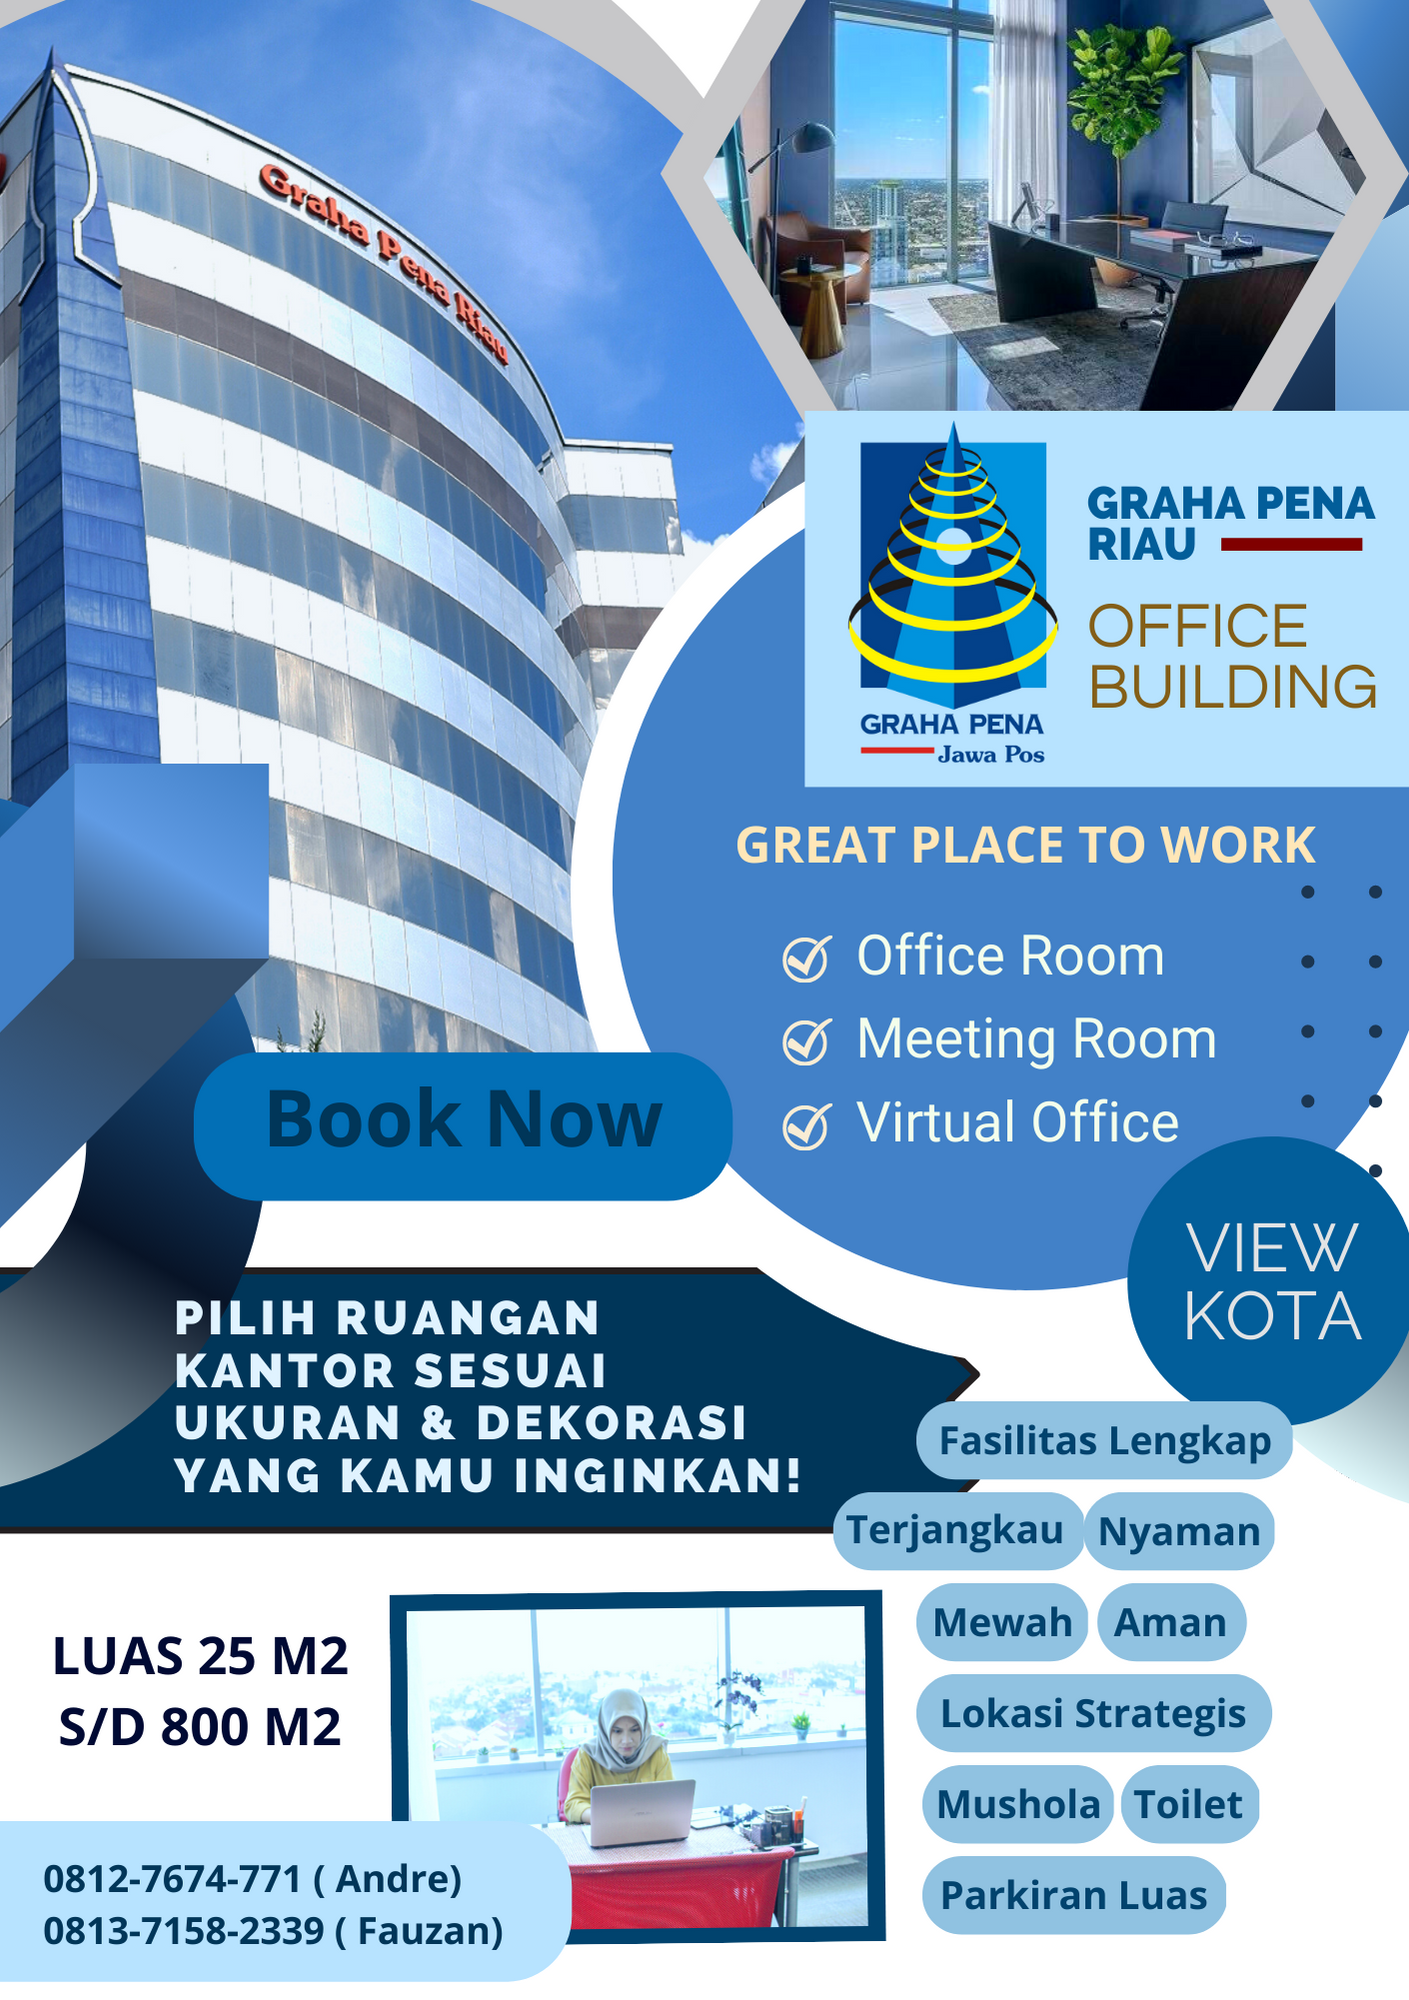 Graha Pena Riau
GRAHA PENA
RIAU
OFFICE
BUILDING
GRAHA PENA
Jawa Pos
GREAT PLACE TO WORK
Office Room
Meeting Room
Virtual Office
Book Now
VIEW
KOTA
PILIH RUANGAN
KANTOR SESUAI
UKURAN & DEKORASI
YANG KAMU INGINKAN!
Fasilitas Lengkap
Terjangkau Nyaman
Mewah Aman
Lokasi Strategis
Mushola Toilet
Parkiran Luas
LUAS 25 M2
S/D 800 M2
0812-7674-771 ( Andre)
0813-7158-2339 ( Fauzan)